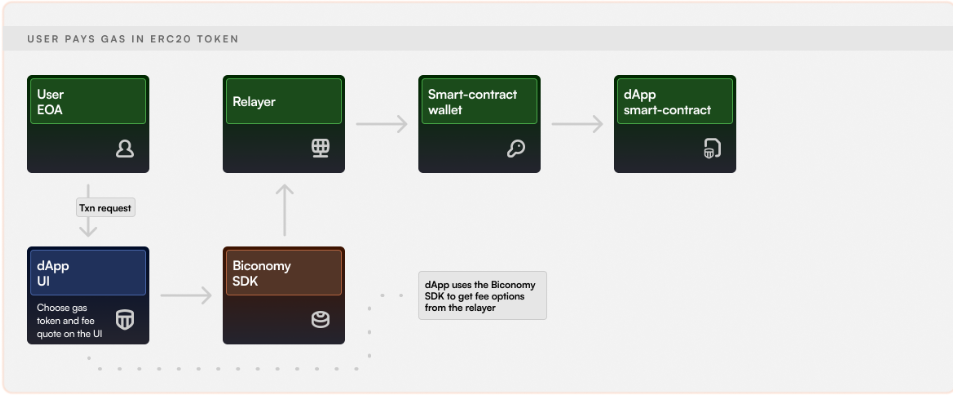 USER PAYS GAS IN ERC20 TOKEN
User
EOA
Relayer
Smart-contract
wallet
dApp
smart-contract
Txn request
dApp
UI
Choose gas
token and fee
quote on the UI
Biconomy
SDK
dApp uses the Biconomy
SDK to get fee options
from the relayer